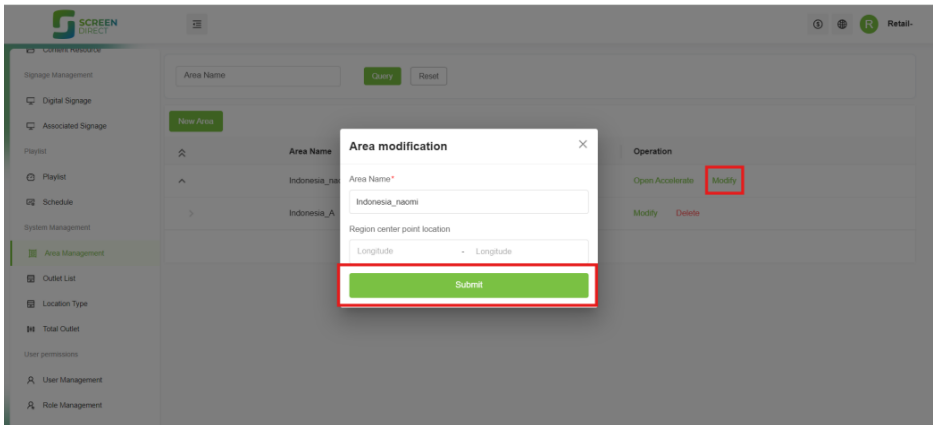 SCREEN
DIRECT
R Retail-
Content Resource
Signage Management
Digital Signage
Associated Signage
Playlist
Playlist
Schedule
System Management
Area Management
Outlet List
Location Type
Total Outlet
User permissions
User Management
Role Management
Area Name
Query
Reset
New Area
Area Name
Operation
Indonesia_na
Open Accelerate
Modify
Indonesia_A
Modify
Delete
Area modification
Area Name*
Indonesia_naomi
Region center point location
Longitude - Longitude
Submit